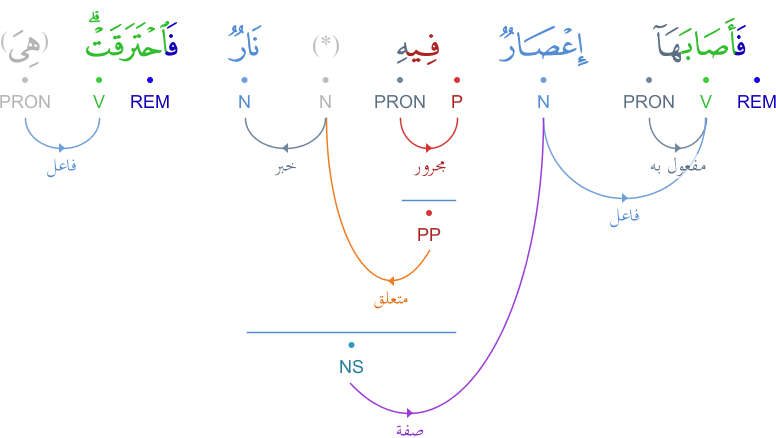 فَأَصَابَهَآ إِعْصَارٌ فِيهِ (*) نَارٌ فَٱحْتَرَقَتْ ۗ (هِىَ)
REM V PRON N P PRON N N REM V PRON
مفعول به مجرور خبر فاعل
فاعل
PP
متعلق
NS
صفة